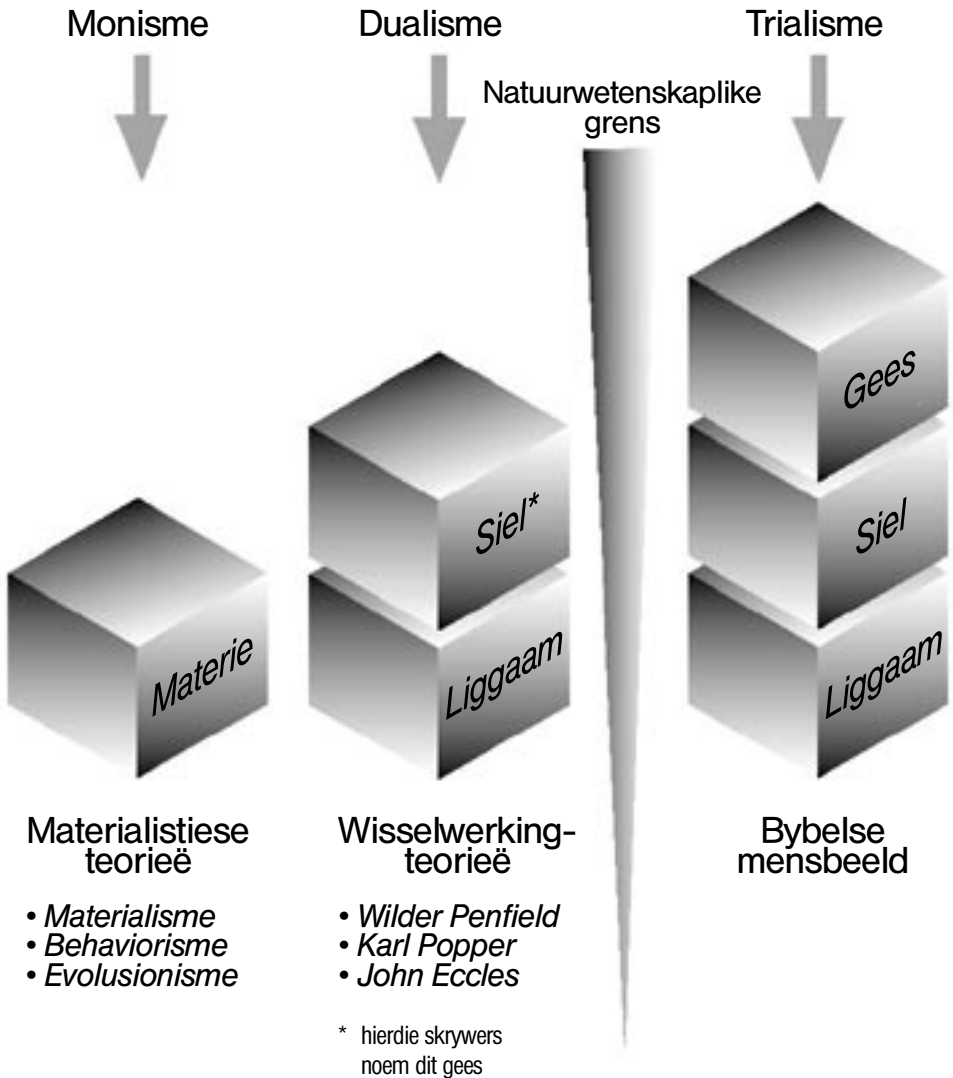 Monisme
Dualisme
Trialisme
Natuurwetenskaplike
grens
Materie
Siel*
Liggaam
Gees
Siel
Liggaam
Materialistiese
teorieë
• Materialisme
• Behaviorisme
• Evolusionisme
Wisselwerking-
teorieë
• Wilder Penfield
• Karl Popper
• John Eccles
* hierdie skrywers
noem dit gees
Bybelse
mensbeeld